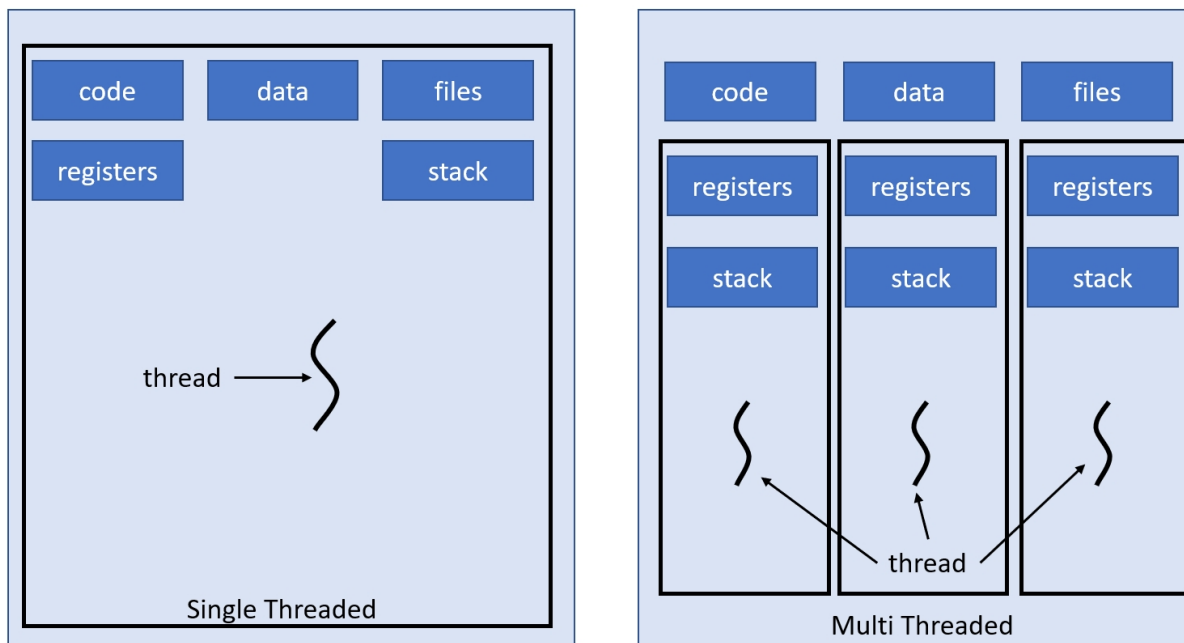 code data files
registers stack
thread
Single Threaded
code data files
registers registers registers
stack stack stack
thread
Multi Threaded